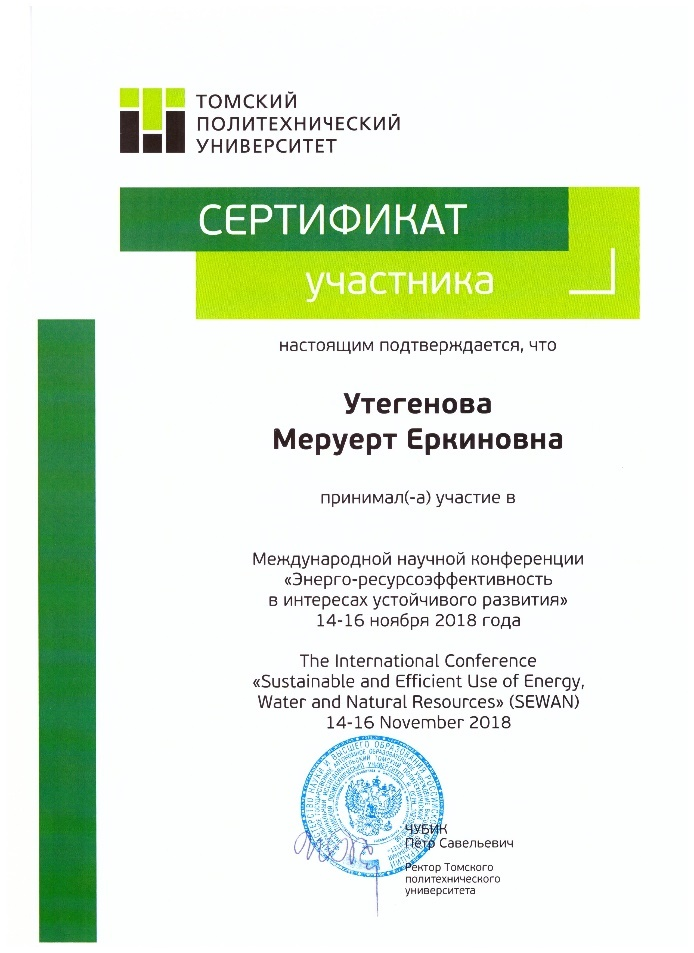 ТОМСКИЙ
ПОЛИТЕХНИЧЕСКИЙ
УНИВЕРСИТЕТ
СЕРТИФИКАТ
участника
настоящим подтверждается, что
Утегенова
Меруерт Еркиновна
принимал(-а) участие в
Международной научной конференции
«Энерго-ресурсоэффективность
в интересах устойчивого развития»
14-16 ноября 2018 года
The International Conference
«Sustainable and Efficient Use of Energy,
Water and Natural Resources» (SEWAN)
14-16 November 2018
ЧУБИК
Пётр Савельевич
Ректор Томского
политехнического
университета